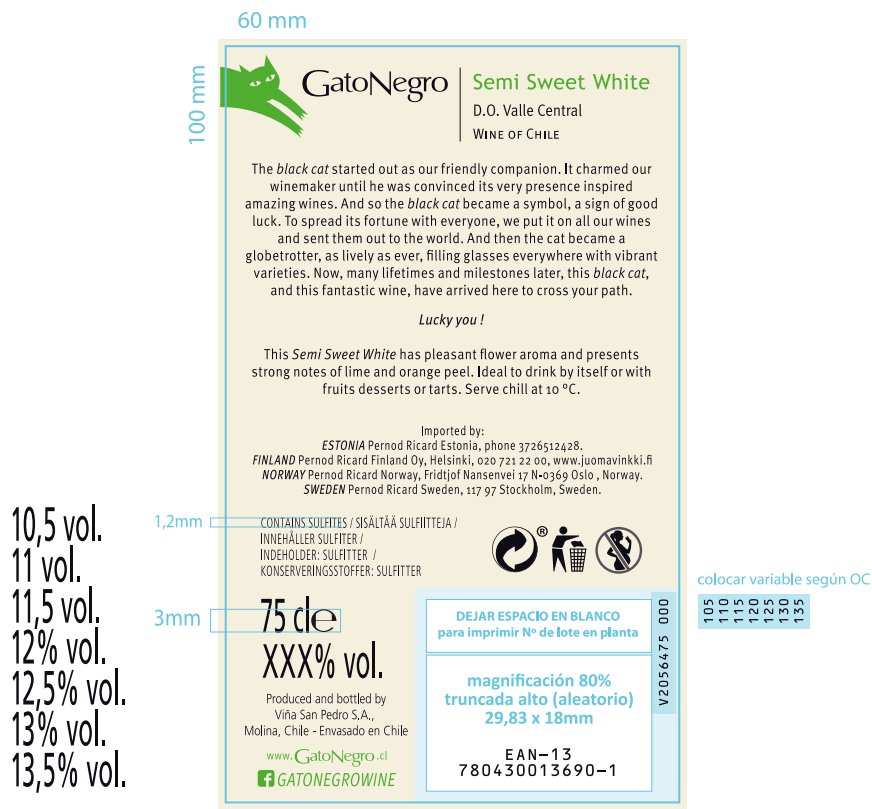 60 mm
100 mm
GatoNegro
Semi Sweet White
D.O. Valle Central
WINE OF CHILE
The black cat started out as our friendly companion. It charmed our
winemaker until he was convinced its very presence inspired
amazing wines. And so the black cat became a symbol, a sign of good
luck. To spread its fortune with everyone, we put it on all our wines
and sent them out to the world. And then the cat became a
globetrotter, as lively as ever, filling glasses everywhere with vibrant
varieties. Now, many lifetimes and milestones later, this black cat,
and this fantastic wine, have arrived here to cross your path.
Lucky you !
This Semi Sweet White has pleasant flower aroma and presents
strong notes of lime and orange peel. Ideal to drink by itself or with
fruits desserts or tarts. Serve chill at 10 ºC.
Imported by:
ESTONIA Pernod Ricard Estonia, phone 3726512428.
FINLAND Pernod Ricard Finland Oy, Helsinki, 020 721 22 00, www.juomavinkki.fi
NORWAY Pernod Ricard Norway, Fridtjof Nansenvei 17 N-0369 Oslo , Norway.
SWEDEN Pernod Ricard Sweden, 117 97 Stockholm, Sweden.
1,2mm
CONTAINS SULFITES / SISÄLTÄÄ SULFIITTEJA /
INNEHÅLLER SULFITER /
INDEHOLDER: SULFITTER /
KONSERVERINGSSTOFFER: SULFITTER
®
10,5 vol.
11 vol.
11,5 vol.
12% vol.
12,5% vol.
13% vol.
13,5% vol.
3mm
75 cl e
XXX% vol.
Produced and bottled by
Viña San Pedro S.A.,
Molina, Chile - Envasado en Chile
www.GatoNegro.cl
f GATONEGROWINE
DEJAR ESPACIO EN BLANCO
para imprimir Nº de lote en planta
magnificación 80%
truncada alto (aleatorio)
29,83 x 18mm
EAN-13
780430013690-1
V2056475 000
colocar variable según OC
105
110
115
120
125
130
135